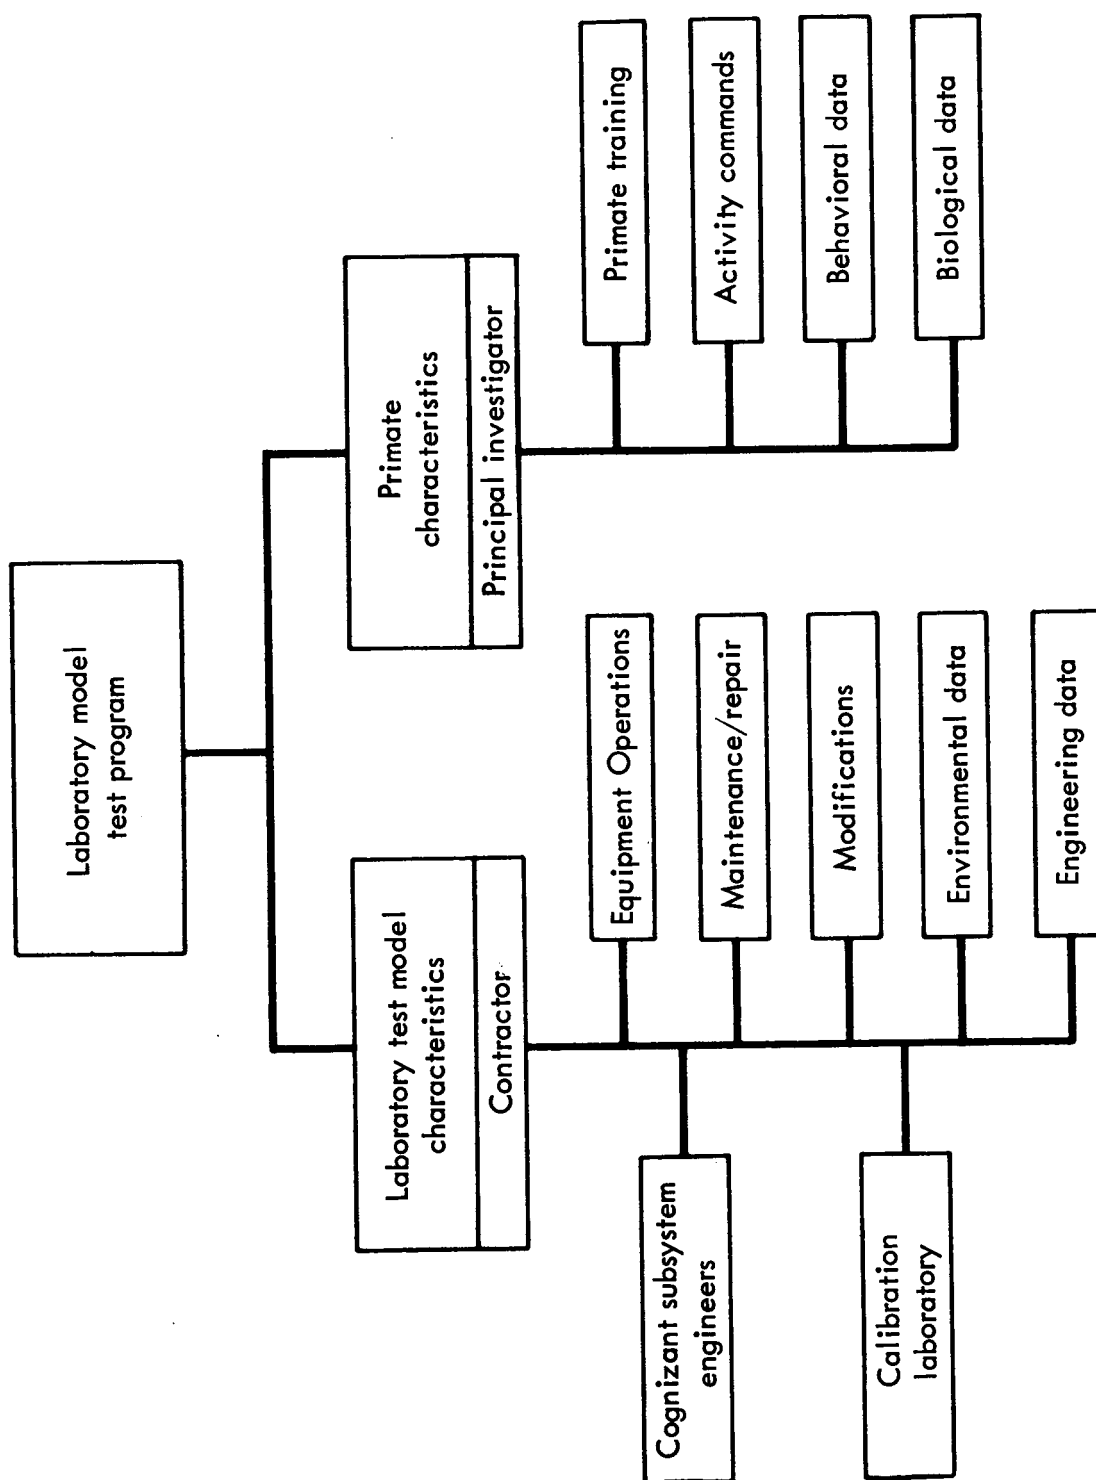 Laboratory model
test program
Laboratory test model
characteristics
Contractor
Primate
characteristics
Principal investigator
Cognizant subsystem
engineers
Calibration
laboratory
Equipment Operations
Maintenance/repair
Modifications
Environmental data
Engineering data
Primate training
Activity commands
Behavioral data
Biological data